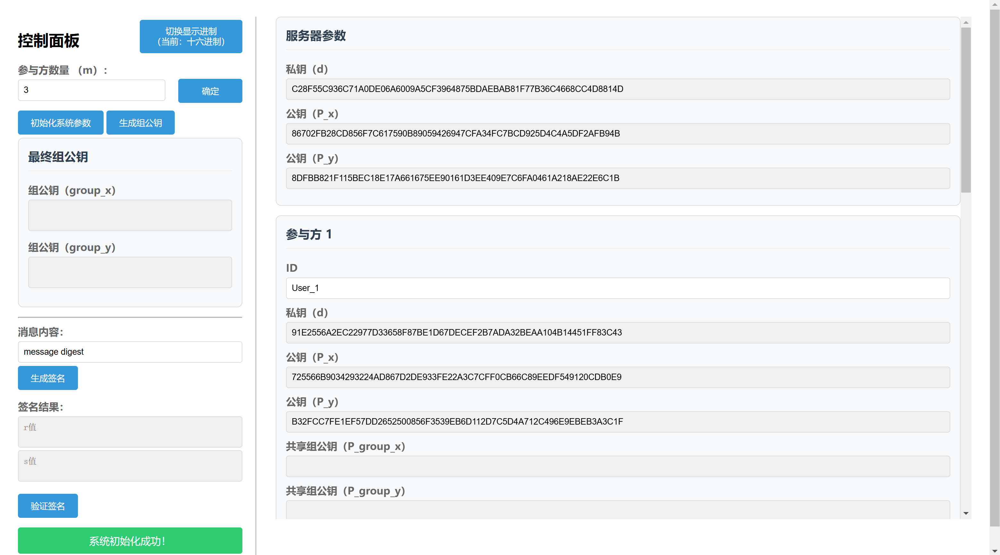 控制面板
切换显示进制
（当前：十六进制）
参与方数量 （m）:
3
确定
初始化系统参数
生成组公钥
最终组公钥
组公钥（group_x）
组公钥（group_y）
消息内容：
message digest
生成签名
签名结果：
r值
s值
验证签名
系统初始化成功！
服务器参数
私钥（d）
C28F55C936C71A0DE06A6009A5CF3964875BDAEBAB81F77B36C4668CC4D8814D
公钥（P_x）
86702FB28CD856F7C617590B89059426947CFA34FC7BCD925D4C4A5DF2AFB94B
公钥（P_y）
8DFBB821F115BEC18E17A661675EE90161D3EE409E7C6FA0461A218AE22E6C1B
参与方 1
ID
User_1
私钥（d）
91E2556A2EC22977D33658F87BE1D67DECEF2B7ADA32BEAA104B14451FF83C43
公钥（P_x）
725566B9034293224AD867D2DE933FE22A3C7CFF0CB66C89EEDF549120CDB0E9
公钥（P_y）
B32FCC7FE1EF57DD2652500856F3539EB6D112D7C5D4A712C496E9EBEB3A3C1F
共享组公钥（P_group_x）
共享组公钥（P_group_y）